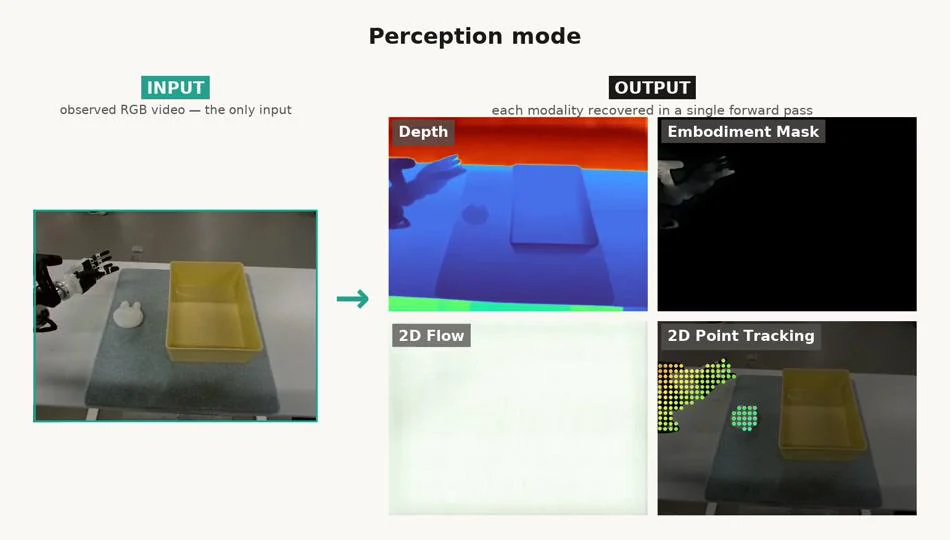 Perception mode
INPUT
observed RGB video — the only input
OUTPUT
each modality recovered in a single forward pass
Depth
Embodiment Mask
2D Flow
2D Point Tracking